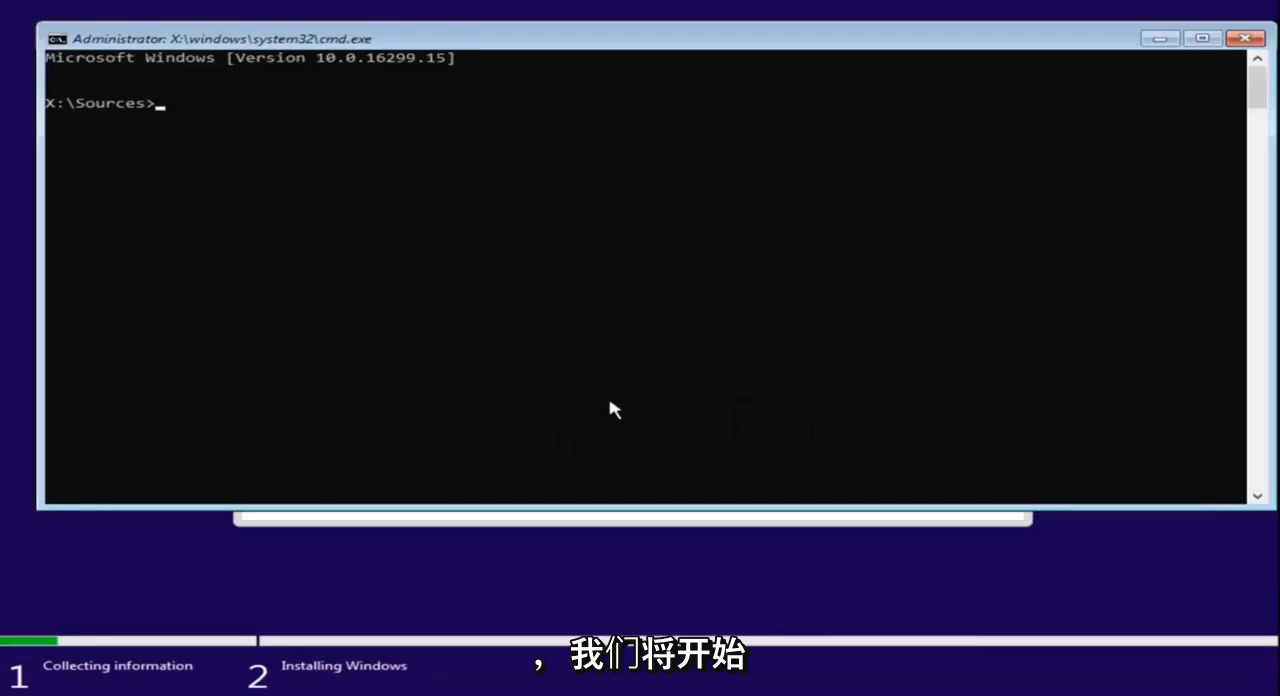 Administrator: X:\windows\system32\cmd.exe
Microsoft Windows [Version 10.0.16299.15]
X:\Sources>
1 Collecting information
2 Installing Windows
，我们将开始